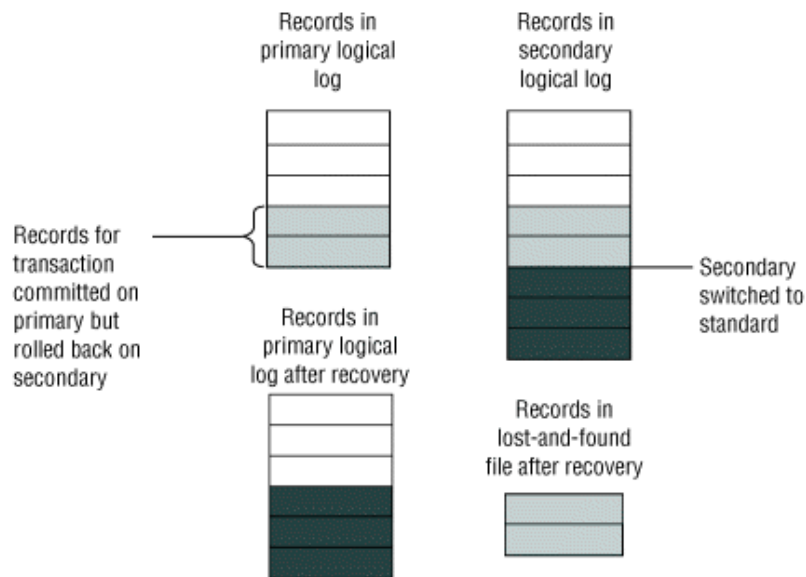 Records in
primary logical
log
Records in
secondary
logical log
Records for
transaction
committed on
primary but
rolled back on
secondary
Secondary
switched to
standard
Records in
primary logical
log after recovery
Records in
lost-and-found
file after recovery